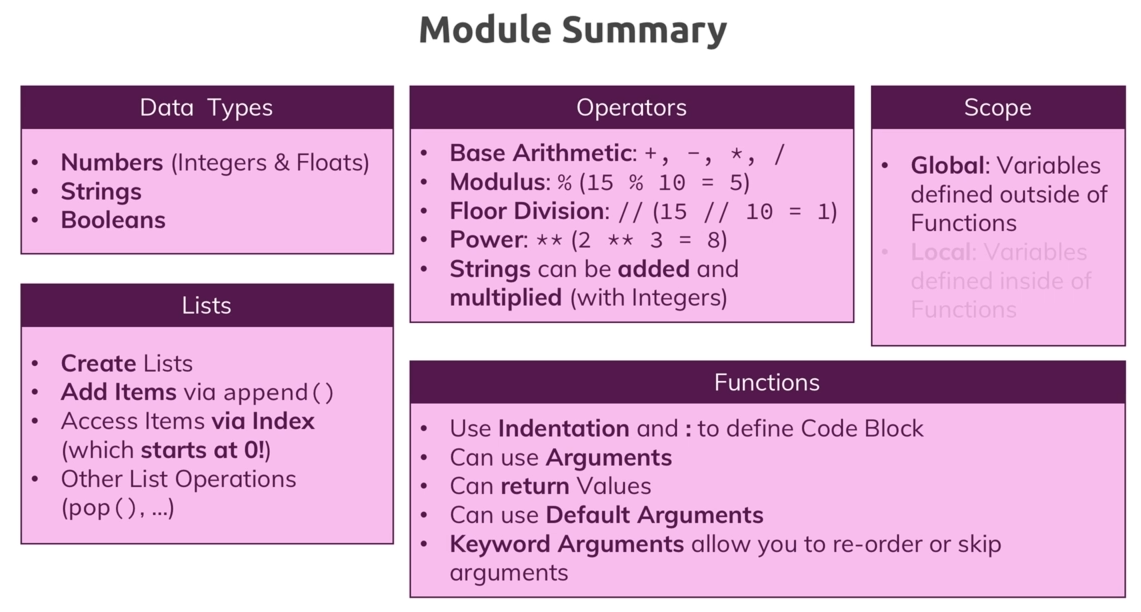 Module Summary
Data Types
• Numbers (Integers & Floats)
• Strings
• Booleans
Lists
• Create Lists
• Add Items via append()
• Access Items via Index
(which starts at 0!)
• Other List Operations
(pop(), …)
Operators
• Base Arithmetic: +, -, *, /
• Modulus: % (15 % 10 = 5)
• Floor Division: // (15 // 10 = 1)
• Power: ** (2 ** 3 = 8)
• Strings can be added and
multiplied (with Integers)
Scope
• Global: Variables
defined outside of
Functions
• Local: Variables
defined inside of
Functions
Functions
• Use Indentation and : to define Code Block
• Can use Arguments
• Can return Values
• Can use Default Arguments
• Keyword Arguments allow you to re-order or skip
arguments